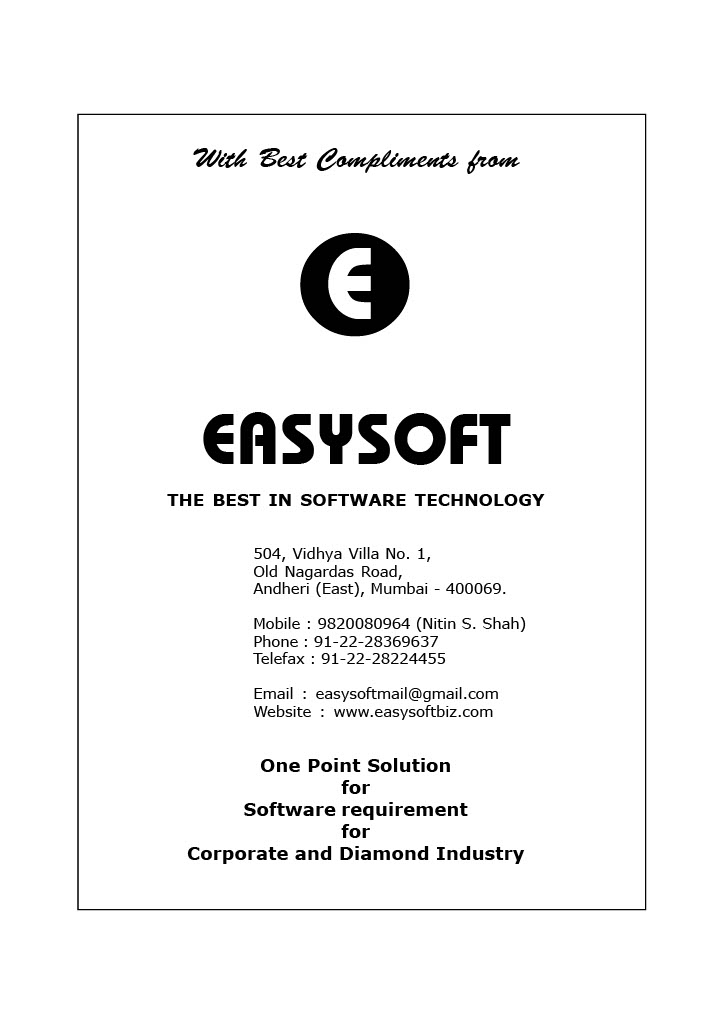 With Best Compliments from
E
EASYSOFT
THE BEST IN SOFTWARE TECHNOLOGY
504, Vidhya Villa No. 1,
Old Nagardas Road,
Andheri (East), Mumbai - 400069.
Mobile : 9820080964 (Nitin S. Shah)
Phone : 91-22-28369637
Telefax : 91-22-28224455
Email : easysoftmail@gmail.com
Website : www.easysoftbiz.com
One Point Solution
for
Software requirement
for
Corporate and Diamond Industry